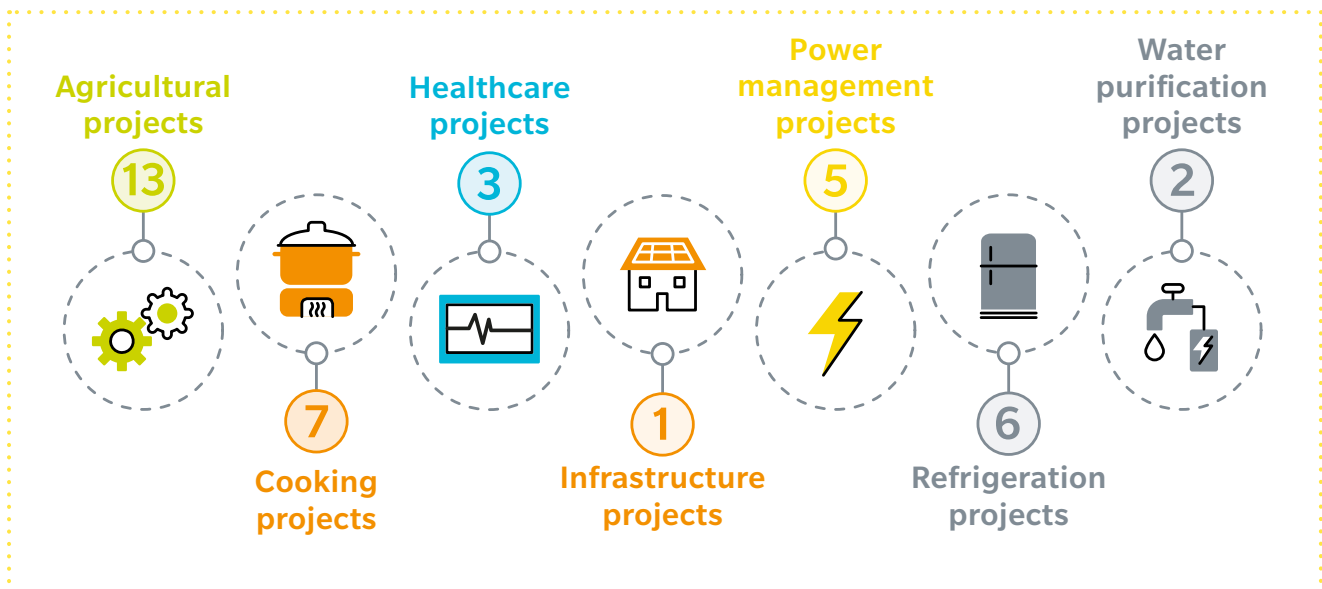 Agricultural
projects
13
7
Cooking
projects
Healthcare
projects
3
1
Infrastructure
projects
Power
management
projects
5
6
Refrigeration
projects
Water
purification
projects
2